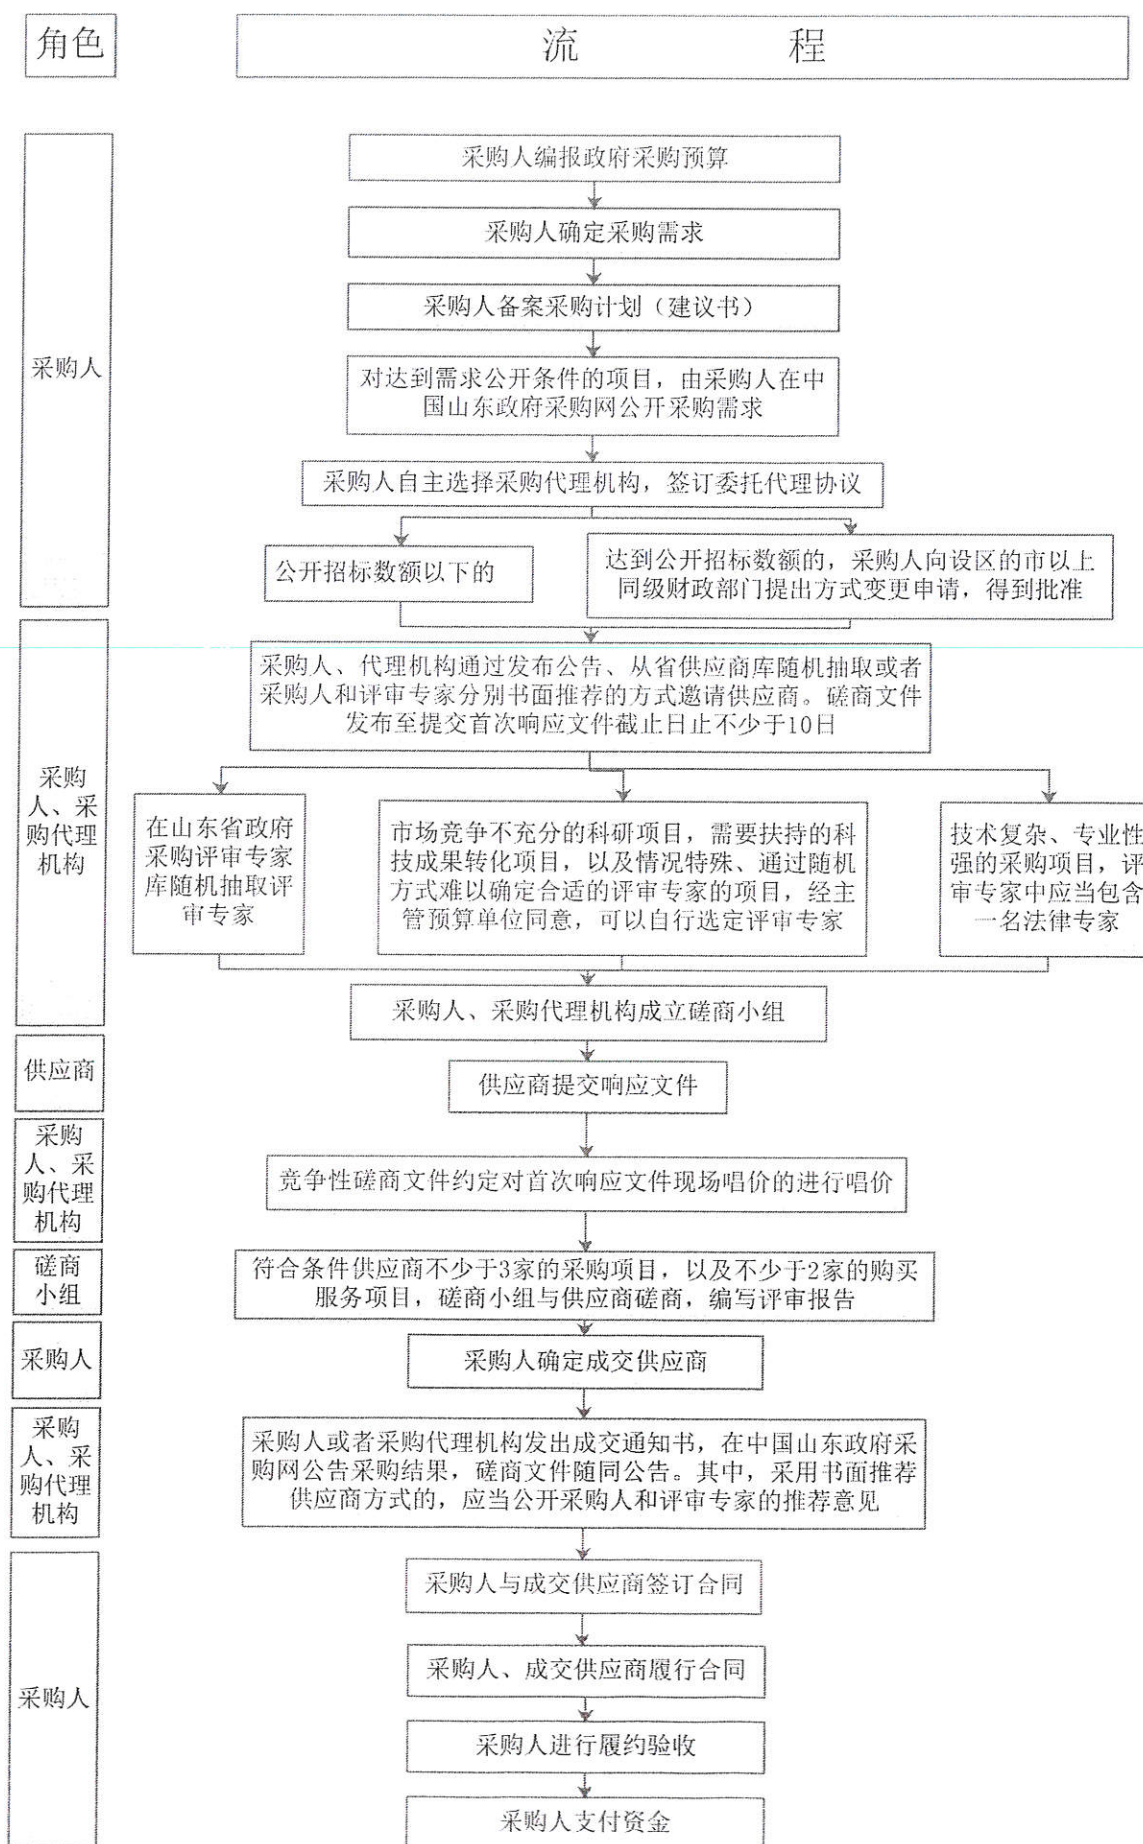 角色
流 程
采购人
采购人编报政府采购预算
采购人确定采购需求
采购人备案采购计划（建议书）
对达到需求公开条件的项目，由采购人在中
国山东政府采购网公开采购需求
采购人自主选择采购代理机构，签订委托代理协议
公开招标数额以下的
达到公开招标数额的，采购人向设区的市以上
同级财政部门提出方式变更申请，得到批准
采购
人、采
购代理
机构
采购人、代理机构通过发布公告、从省供应商库随机抽取或者
采购人和评审专家分别书面推荐的方式邀请供应商。磋商文件
发布至提交首次响应文件截止日止不少于10日
在山东省政府
采购评审专家
库随机抽取评
审专家
市场竞争不充分的科研项目，需要扶持的科
技成果转化项目，以及情况特殊、通过随机
方式难以确定合适的评审专家的项目，经主
管预算单位同意，可以自行选定评审专家
技术复杂、专业性
强的采购项目，评
审专家中应当包含
一名法律专家
采购人、采购代理机构成立磋商小组
供应商
供应商提交响应文件
采购
人、采
购代理
机构
竞争性磋商文件约定对首次响应文件现场唱价的进行唱价
磋商
小组
符合条件供应商不少于3家的采购项目，以及不少于2家的购买
服务项目，磋商小组与供应商磋商，编写评审报告
采购人
采购人确定成交供应商
采购
人、采
购代理
机构
采购人或者采购代理机构发出成交通知书，在中国山东政府采
购网公告采购结果，磋商文件随同公告。其中，采用书面推荐
供应商方式的，应当公开采购人和评审专家的推荐意见
采购人
采购人与成交供应商签订合同
采购人、成交供应商履行合同
采购人进行履约验收
采购人支付资金